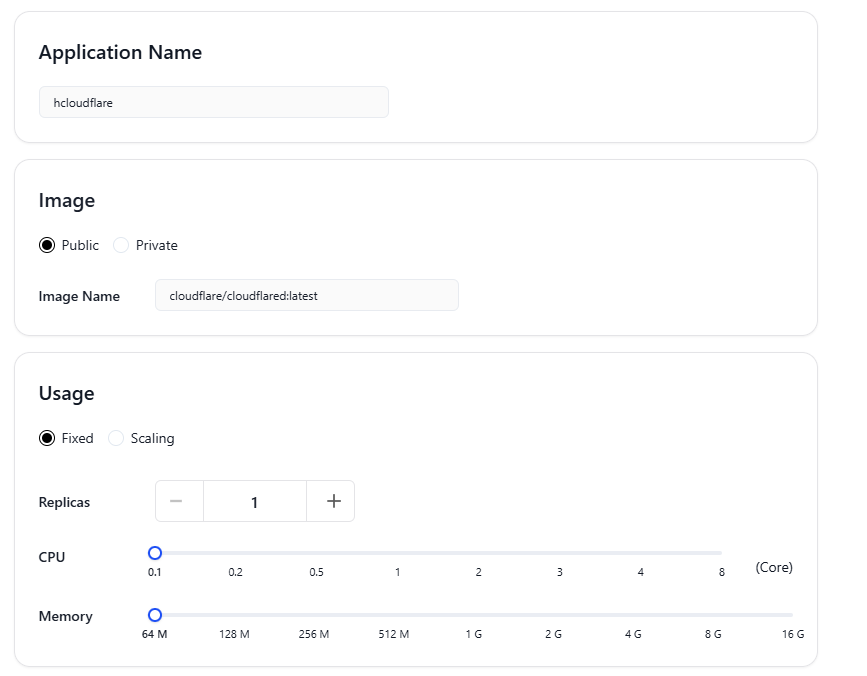 Application Name
hcloudflare
Image
Public Private
Image Name cloudflare/cloudflared:latest
Usage
Fixed Scaling
Replicas − 1 +
CPU
0.1 0.2 0.5 1 2 3 4 8 (Core)
Memory
64 M 128 M 256 M 512 M 1 G 2 G 4 G 8 G 16 G